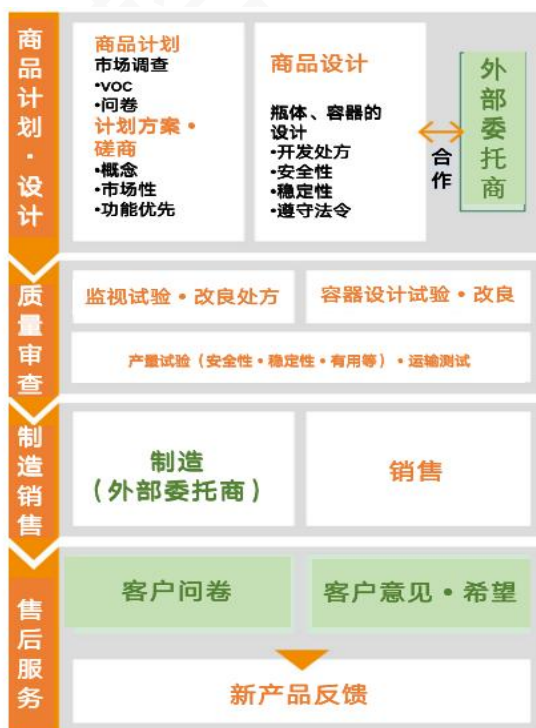 商品计划·设计
商品计划
市场调查
•VOC
•问卷
计划方案•
磋商
•概念
•市场性
•功能优先
商品设计
瓶体、容器的
设计
•开发处方
•安全性
•稳定性
•遵守法令
合作
外部委托商
质量审查
监视试验•改良处方
容器设计试验•改良
产量试验（安全性•稳定性•有用等）•运输测试
制造销售
制造
（外部委托商）
销售
售后服务
客户问卷
客户意见•希望
新产品反馈